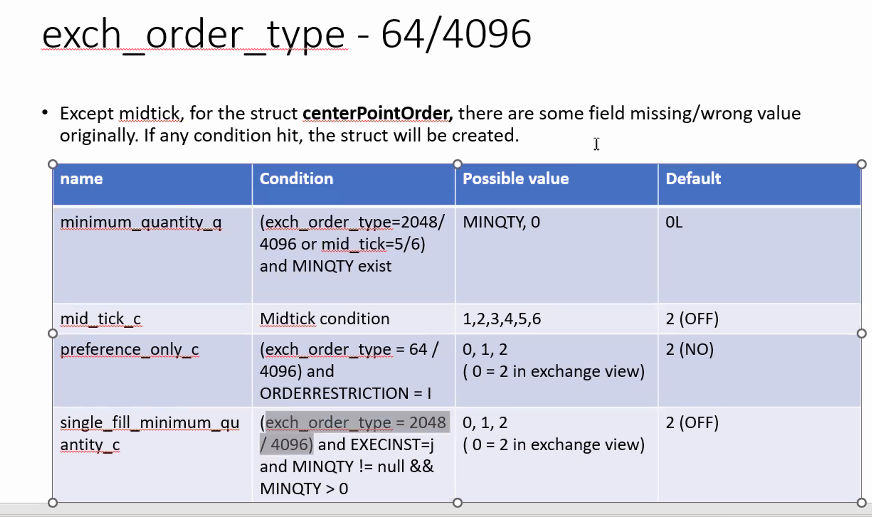 exch_order_type - 64/4096
• Except midtick, for the struct centerPointOrder, there are some field missing/wrong value
originally. If any condition hit, the struct will be created.
name
Condition
Possible value
Default
minimum_quantity_q
(exch_order_type=2048/
4096 or mid_tick=5/6)
and MINQTY exist
MINQTY, 0
0L
mid_tick_c
Midtick condition
1,2,3,4,5,6
2 (OFF)
preference_only_c
(exch_order_type = 64 /
4096) and
ORDERRESTRICTION = I
0, 1, 2
( 0 = 2 in exchange view)
2 (NO)
single_fill_minimum_qu
antity_c
(exch_order_type = 2048
/ 4096) and EXECINST=j
and MINQTY != null &&
MINQTY > 0
0, 1, 2
( 0 = 2 in exchange view)
2 (OFF)